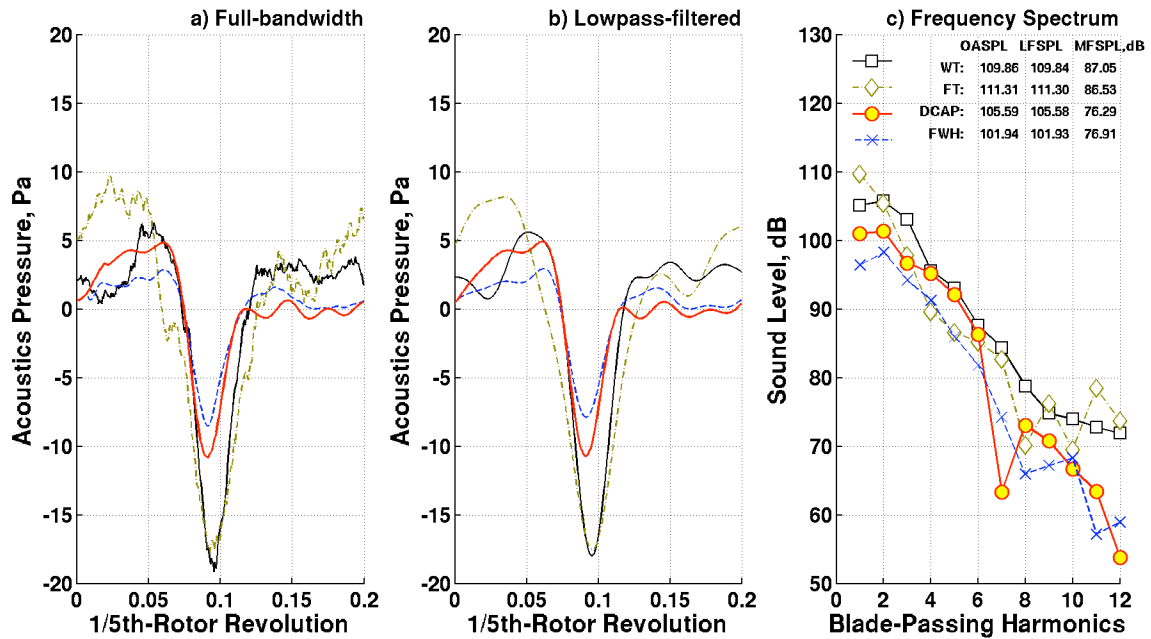 a) Full-bandwidth
20
15
10
5
0
-5
-10
-15
-20
Acoustics Pressure, Pa
0 0.05 0.1 0.15 0.2
1/5th-Rotor Revolution
b) Lowpass-filtered
20
15
10
5
0
-5
-10
-15
-20
Acoustics Pressure, Pa
0 0.05 0.1 0.15 0.2
1/5th-Rotor Revolution
c) Frequency Spectrum
OASPL LFSPL MFSPL,dB
WT: 109.86 109.84 87.05
FT: 111.31 111.30 86.53
DCAP: 105.59 105.58 76.29
FWH: 101.94 101.93 76.91
130
120
110
100
90
80
70
60
50
Sound Level, dB
0 2 4 6 8 10 12
Blade-Passing Harmonics